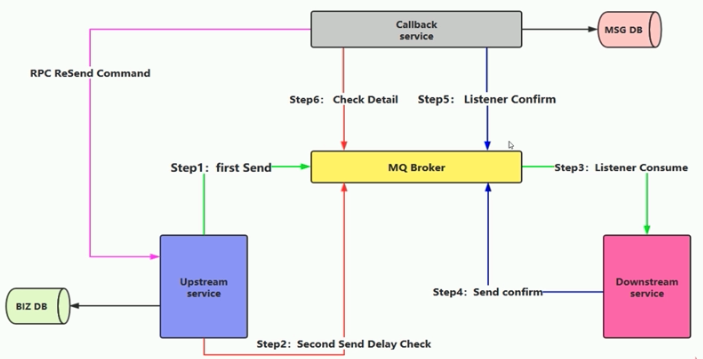 Callback
service
MSG DB
RPC ReSend Command
Step6： Check Detail
Step5： Listener Confirm
Step1：first Send
MQ Broker
Step3：Listener Consume
Upstream
service
Downstream
service
BIZ DB
Step4：Send confirm
Step2：Second Send Delay Check